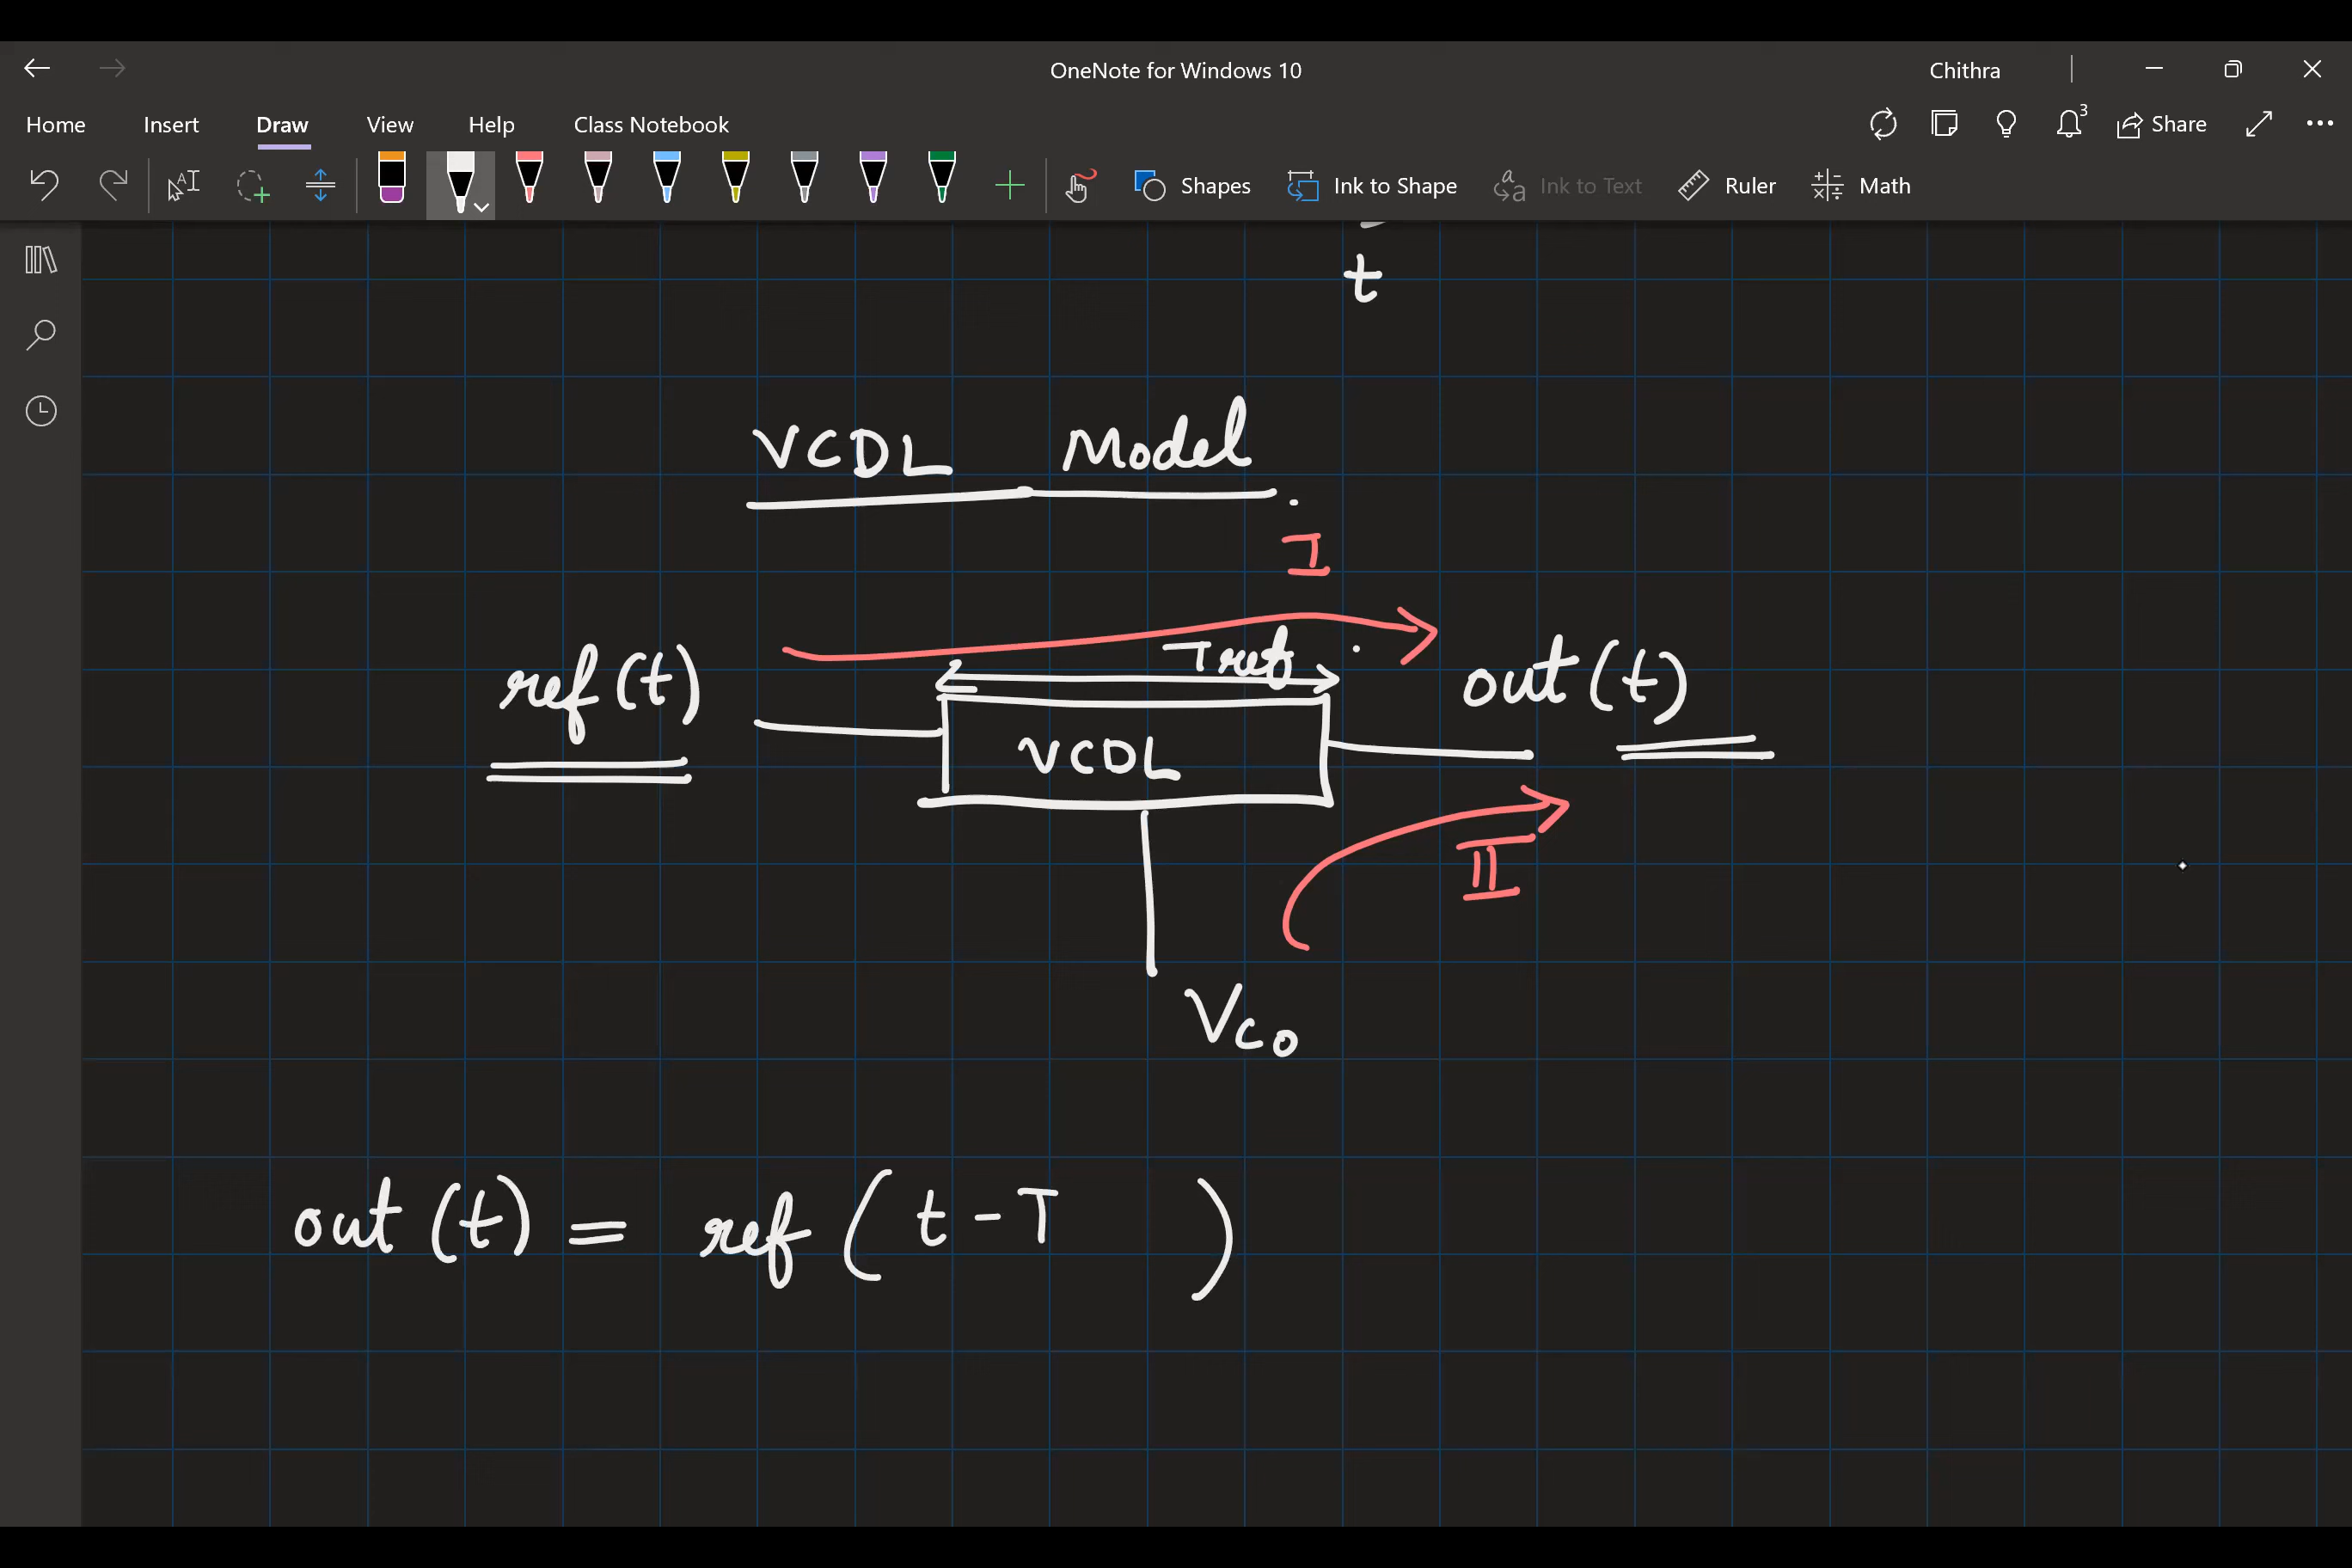 OneNote for Windows 10 Chithra
Home Insert Draw View Help Class Notebook 3 Share
Shapes Ink to Shape Ink to Text Ruler Math
t
VCDL Model
I
Tref
ref(t) out(t)
VCDL
II
Vco
out(t) = ref(t-T )